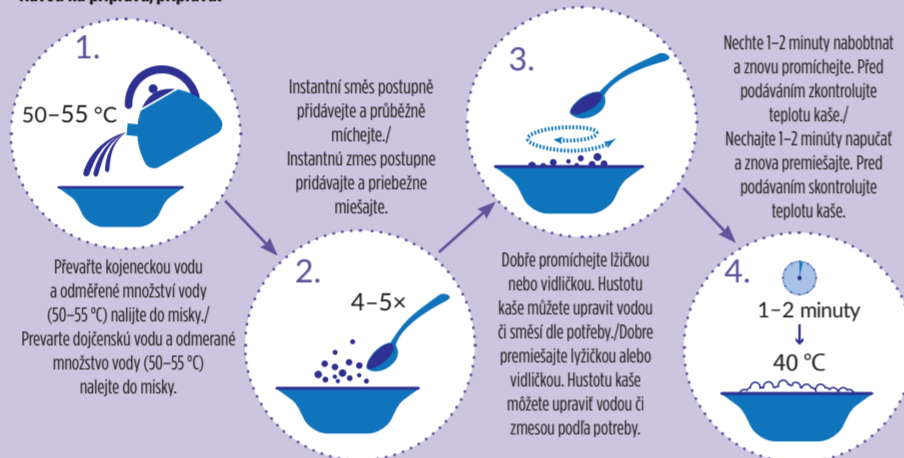 Návod na přípravu/prípravu:
1.
50–55 °C
Převařte kojeneckou vodu
a odměřené množství vody
(50–55 °C) nalijte do misky./
Prevarte dojčenskú vodu a odmerané
množstvo vody (50–55 °C)
nalejte do misky.
Instantní směs postupně
přidávejte a průběžně
míchejte./
Instantnú zmes postupne
pridávajte a priebežne
miešajte.
2.
4–5×
3.
Dobře promíchejte lžičkou
nebo vidličkou. Hustotu
kaše můžete upravit vodou
či směsí dle potřeby./Dobre
premiešajte lyžičkou alebo
vidličkou. Hustotu kaše
môžete upraviť vodou či
zmesou podľa potreby.
Nechte 1–2 minuty nabobtnat
a znovu promíchejte. Před
podáváním zkontrolujte
teplotu kaše./
Nechajte 1–2 minúty napučať
a znova premiešajte. Pred
podávaním skontrolujte
teplotu kaše.
4.
1–2 minuty
40 °C